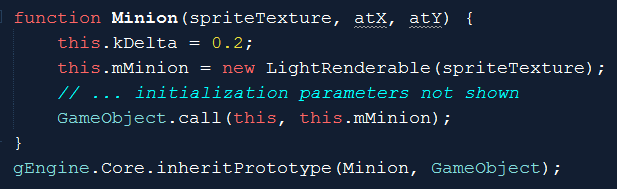 function Minion(spriteTexture, atX, atY) {
    this.kDelta = 0.2;
    this.mMinion = new LightRenderable(spriteTexture);
    // ... initialization parameters not shown
    GameObject.call(this, this.mMinion);
}
gEngine.Core.inheritPrototype(Minion, GameObject);